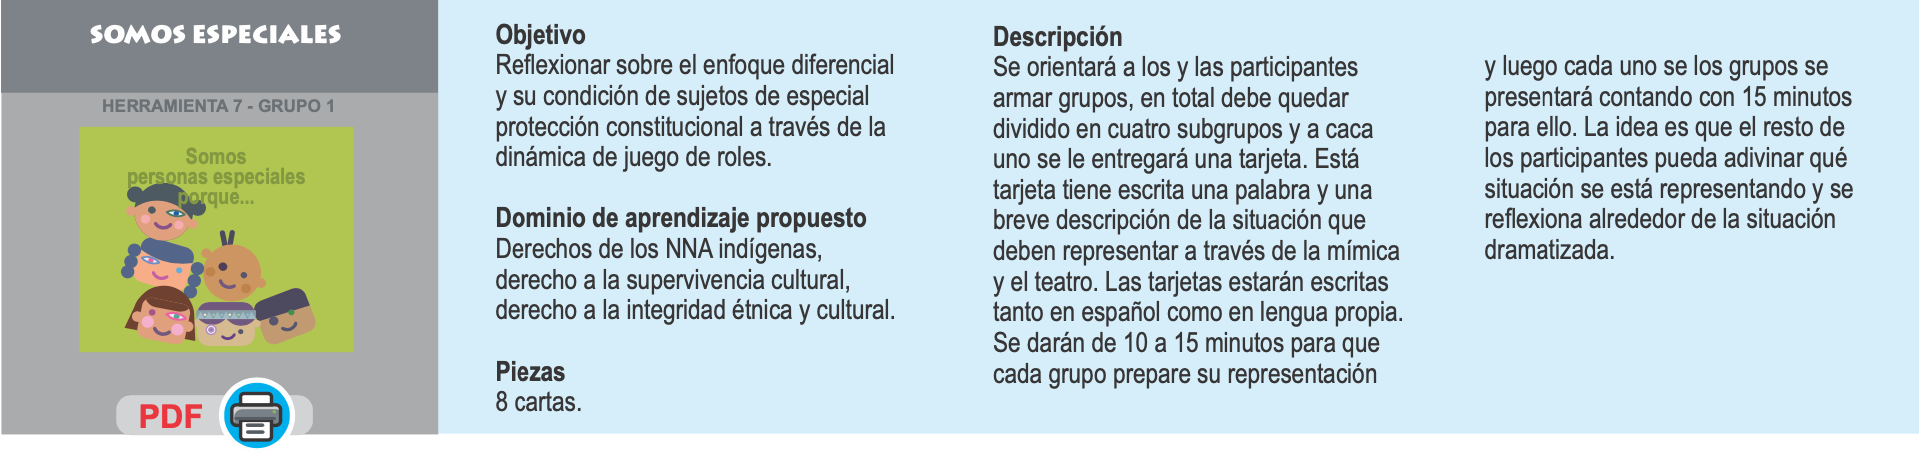 SOMOS ESPECIALES
HERRAMIENTA 7 - GRUPO 1
Somos
personas especiales
porque...
PDF
Objetivo
Reflexionar sobre el enfoque diferencial
y su condición de sujetos de especial
protección constitucional a través de la
dinámica de juego de roles.
Dominio de aprendizaje propuesto
Derechos de los NNA indígenas,
derecho a la supervivencia cultural,
derecho a la integridad étnica y cultural.
Piezas
8 cartas.
Descripción
Se orientará a los y las participantes
armar grupos, en total debe quedar
dividido en cuatro subgrupos y a caca
uno se le entregará una tarjeta. Está
tarjeta tiene escrita una palabra y una
breve descripción de la situación que
deben representar a través de la mímica
y el teatro. Las tarjetas estarán escritas
tanto en español como en lengua propia.
Se darán de 10 a 15 minutos para que
cada grupo prepare su representación
y luego cada uno se los grupos se
presentará contando con 15 minutos
para ello. La idea es que el resto de
los participantes pueda adivinar qué
situación se está representando y se
reflexiona alrededor de la situación
dramatizada.